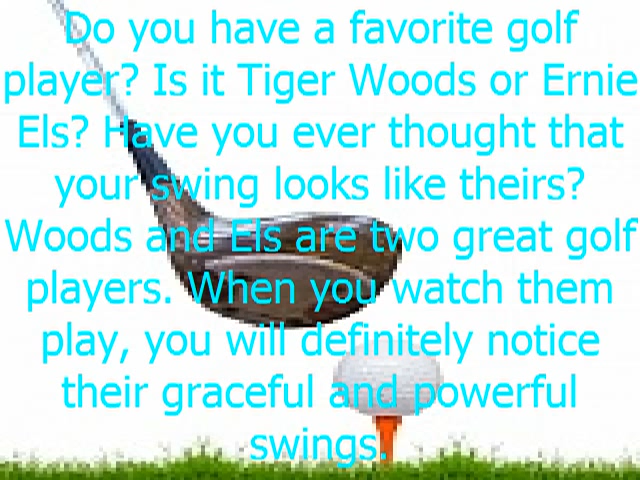 Do you have a favorite golf
player? Is it Tiger Woods or Ernie
Els? Have you ever thought that
your swing looks like theirs?
Woods and Els are two great golf
players. When you watch them
play, you will definitely notice
their graceful and powerful
swings.